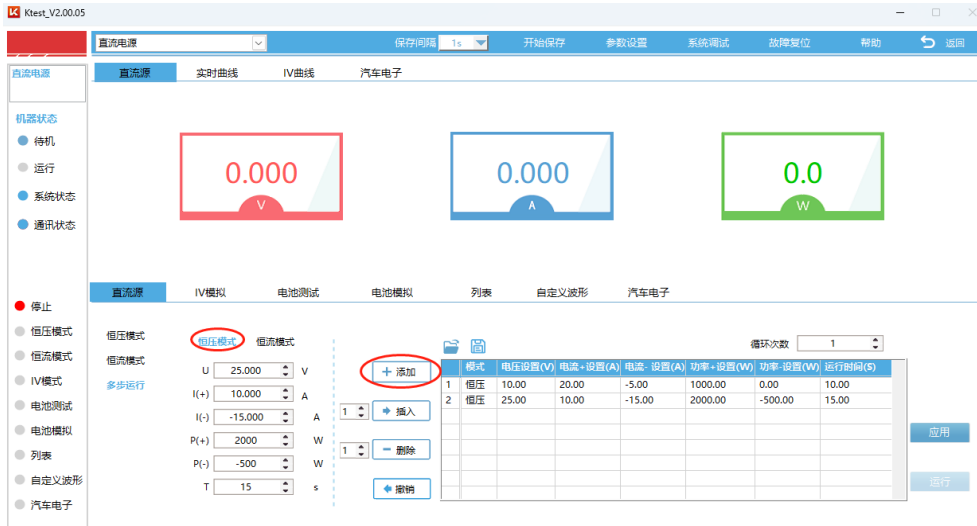 Ktest_V2.00.05
直流电源 保存间隔 1s 开始保存 参数设置 系统调试 故障复位 帮助 返回
直流电源
直流源 实时曲线 IV曲线 汽车电子
机器状态
待机
运行
系统状态
通讯状态
0.000 0.000 0.0
V A W
直流源 IV模拟 电池测试 电池模拟 列表 自定义波形 汽车电子
停止
恒压模式
恒流模式
IV模式
电池测试
电池模拟
列表
自定义波形
汽车电子
恒压模式
恒流模式
多步运行
恒压模式 恒流模式
U 25.000 V
I(+) 10.000 A
I(-) -15.000 A
P(+) 2000 W
P(-) -500 W
T 15 s
添加
1 插入
1 删除
撤销
循环次数 1
模式 电压设置(V) 电流+设置(A) 电流- 设置(A) 功率+设置(W) 功率-设置(W) 运行时间(S)
1 恒压 10.00 20.00 -5.00 1000.00 0.00 10.00
2 恒压 25.00 10.00 -15.00 2000.00 -500.00 15.00
应用
运行